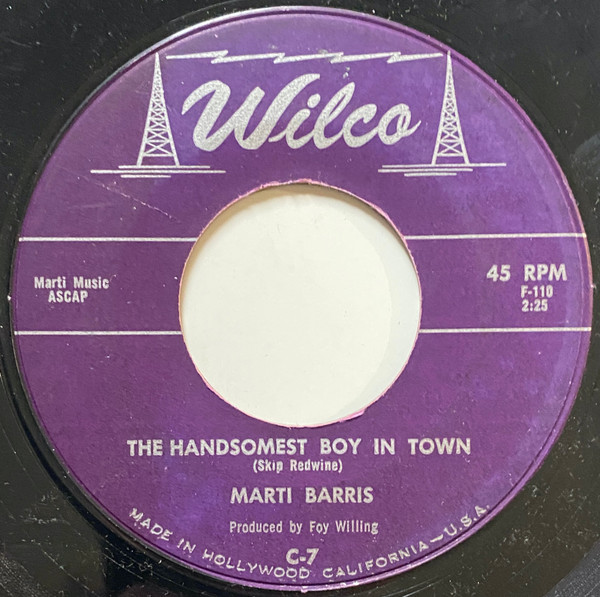 Wilco
Marti Music
ASCAP
45 RPM
F-110
2:25
THE HANDSOMEST BOY IN TOWN
(Skip Redwine)
MARTI BARRIS
Produced by Foy Willing
C-7
MADE IN HOLLYWOOD CALIFORNIA—U.S.A.